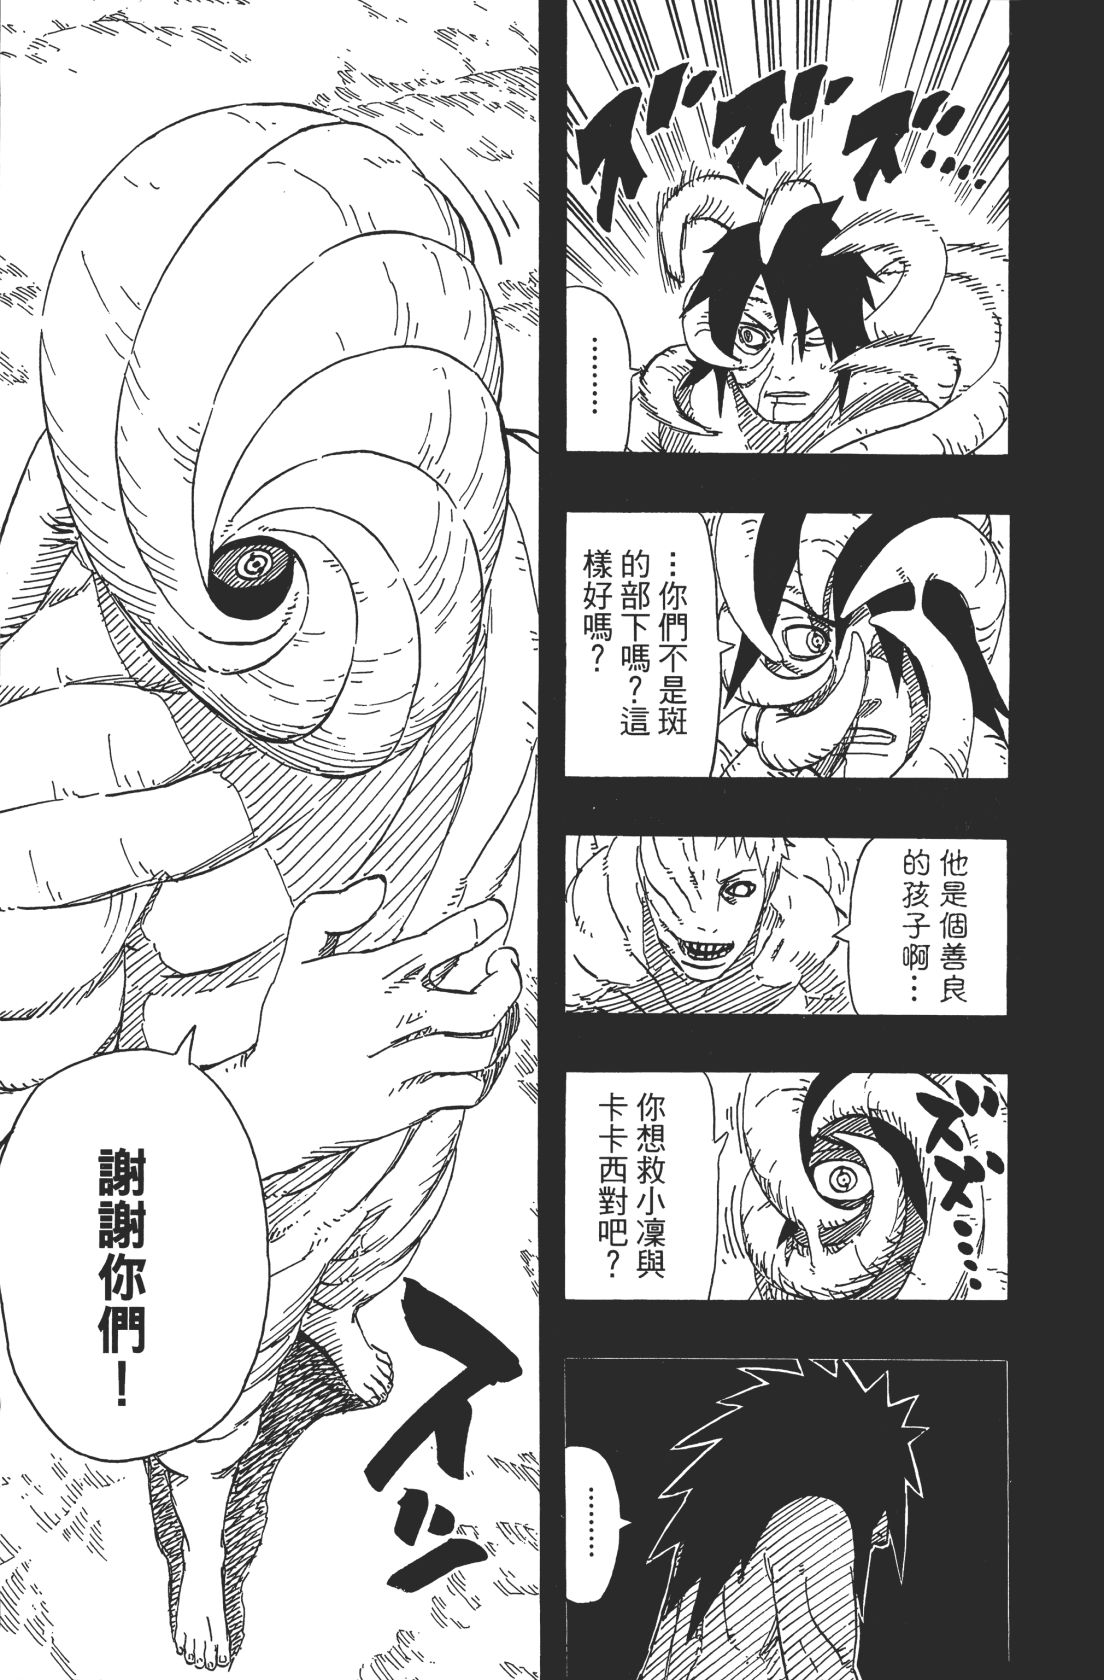 ズズズ……
………
…你們不是斑
的部下嗎？這
樣好嗎？
他是個善良
的孩子啊…
ズズ……
你想救小凜與
卡卡西對吧？
………
謝謝你們！
イッ